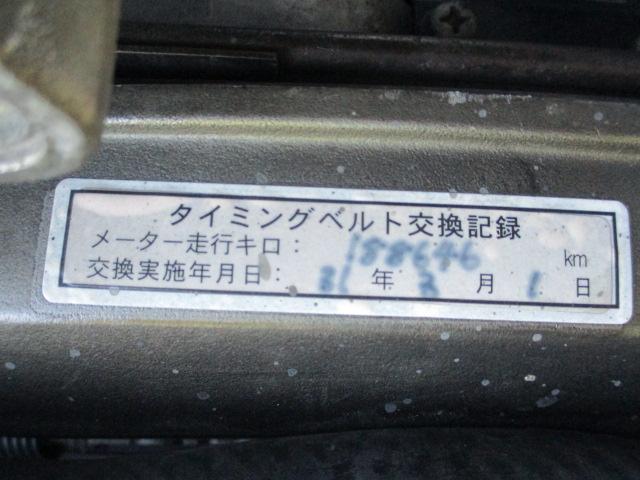 タイミングベルト交換記録
メーター走行キロ: 188646 km
交換実施年月日: 31 年 3 月 1 日